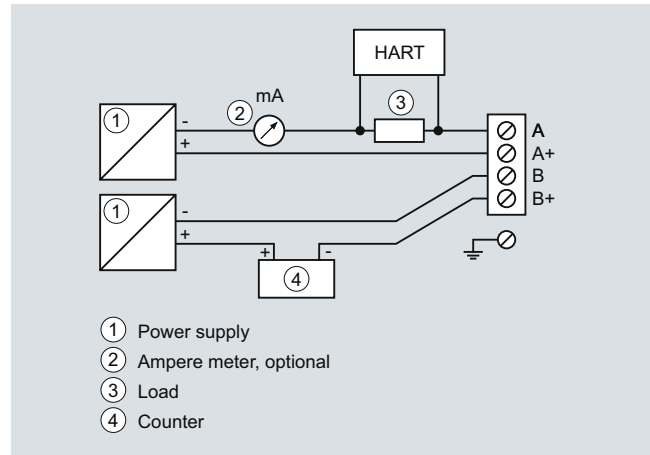 HART
mA
1
2
3
-
+
A
A+
B
B+
1
-
+
+
-
4
1 Power supply
2 Ampere meter, optional
3 Load
4 Counter